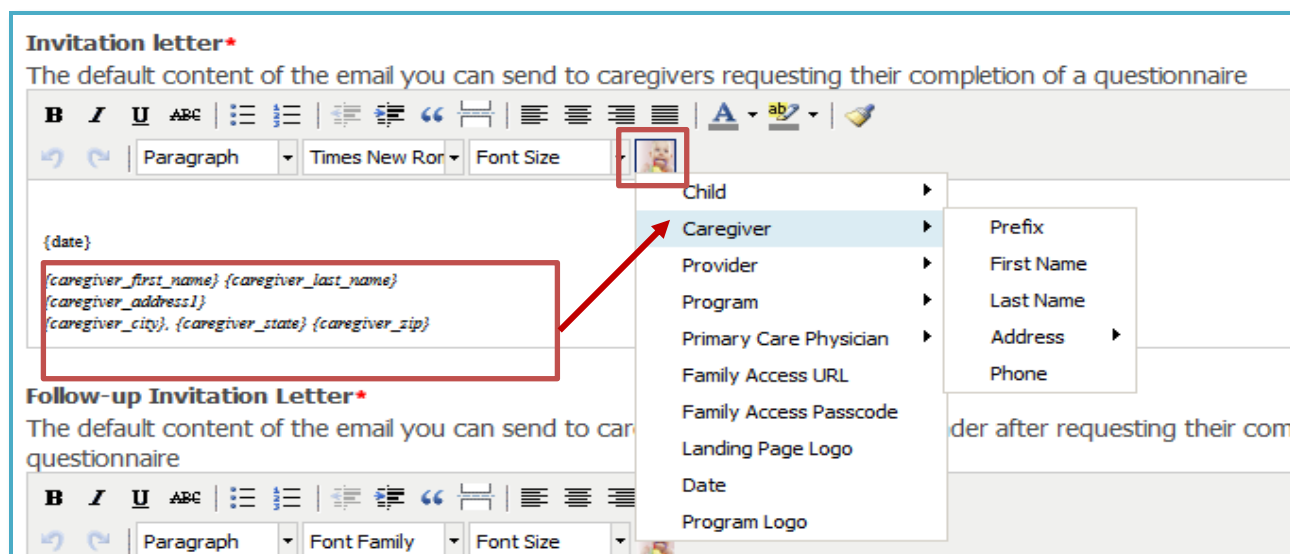 Invitation letter*
The default content of the email you can send to caregivers requesting their completion of a questionnaire
B I U ABC A ab
Paragraph Times New Ror Font Size
Child
Caregiver
Provider
Program
Primary Care Physician
Family Access URL
Family Access Passcode
Landing Page Logo
Date
Program Logo
Prefix
First Name
Last Name
Address
Phone
{date}
{caregiver_first_name} {caregiver_last_name}
{caregiver_address1}
{caregiver_city}, {caregiver_state} {caregiver_zip}
Follow-up Invitation Letter*
The default content of the email you can send to car der after requesting their com
questionnaire
B I U ABC
Paragraph Font Family Font Size